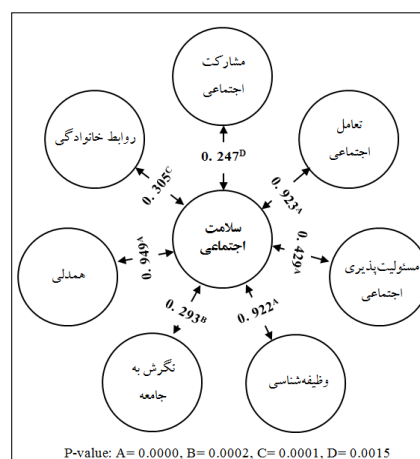 مشارکت
اجتماعی
تعامل
اجتماعی
روابط خانوادگی
0.247D
0.305C
0.923A
سلامت
اجتماعی
همدلی
0.949A
0.429A
مسئولیت‌پذیری
اجتماعی
0.293B
0.922A
نگرش به
جامعه
وظیفه‌شناسی
P-value: A= 0.0000, B= 0.0002, C= 0.0001, D= 0.0015